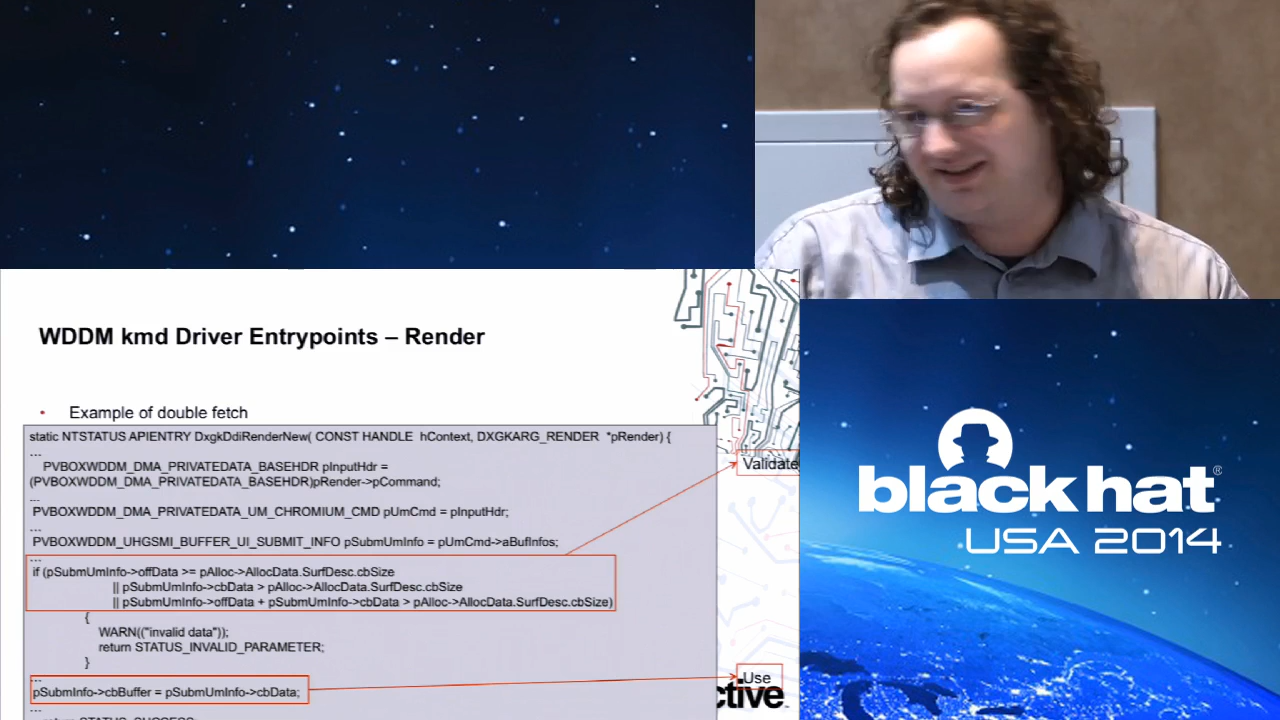 WDDM kmd Driver Entrypoints – Render
• Example of double fetch
static NTSTATUS APIENTRY DxgkDdiRenderNew( CONST HANDLE hContext, DXGKARG_RENDER *pRender) {
...
PVBOXWDDM_DMA_PRIVATEDATA_BASEHDR pInputHdr =
(PVBOXWDDM_DMA_PRIVATEDATA_BASEHDR)pRender->pCommand;
...
PVBOXWDDM_DMA_PRIVATEDATA_UM_CHROMIUM_CMD pUmCmd = pInputHdr;
...
PVBOXWDDM_UHGSMI_BUFFER_UI_SUBMIT_INFO pSubmUmInfo = pUmCmd->aBufInfos;
...
if (pSubmUmInfo->offData >= pAlloc->AllocData.SurfDesc.cbSize
|| pSubmUmInfo->cbData > pAlloc->AllocData.SurfDesc.cbSize
|| pSubmUmInfo->offData + pSubmUmInfo->cbData > pAlloc->AllocData.SurfDesc.cbSize)
{
WARN(("invalid data"));
return STATUS_INVALID_PARAMETER;
}
...
pSubmInfo->cbBuffer = pSubmUmInfo->cbData;
...
return STATUS_SUCCESS;
Validate
Use
ctive
black hat®
USA 2014